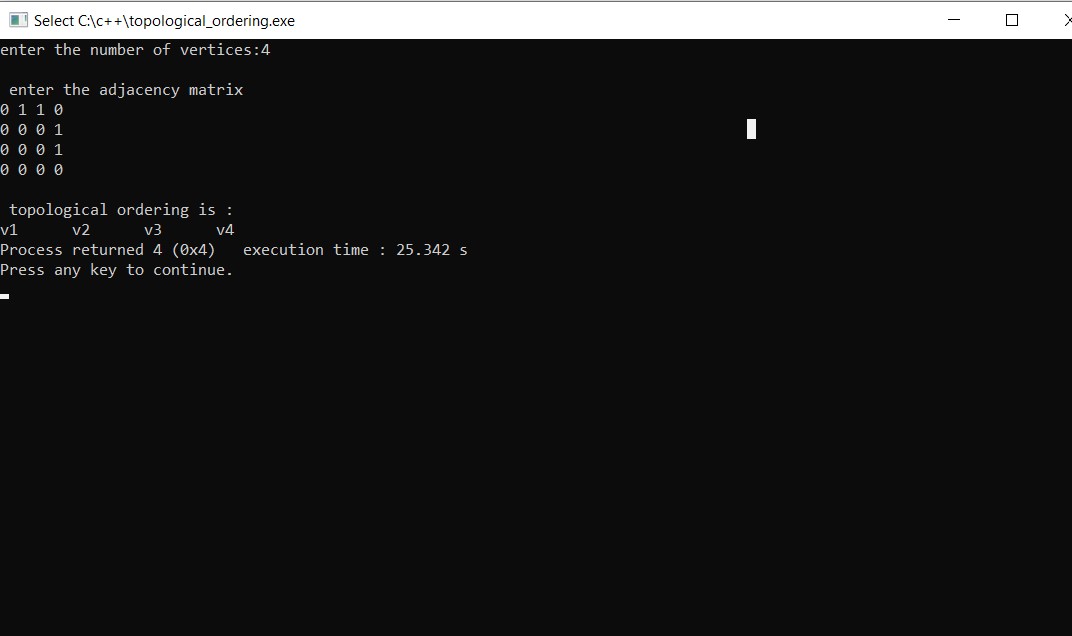 Select C:\c++\topological_ordering.exe
enter the number of vertices:4
enter the adjacency matrix
0 1 1 0
0 0 0 1
0 0 0 1
0 0 0 0
topological ordering is :
v1 v2 v3 v4
Process returned 4 (0x4) execution time : 25.342 s
Press any key to continue.